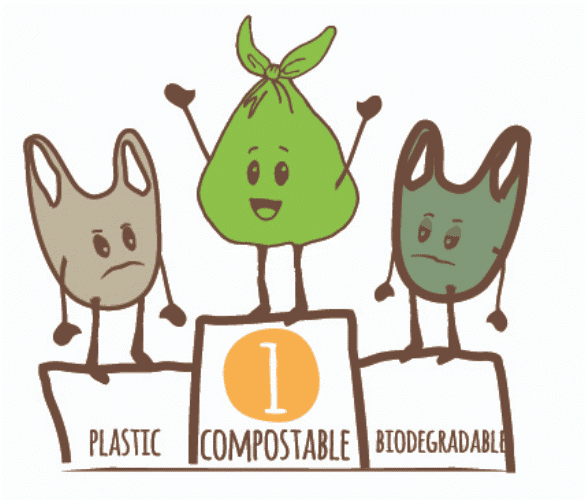 1
PLASTIC
COMPOSTABLE
BIODEGRADABLE